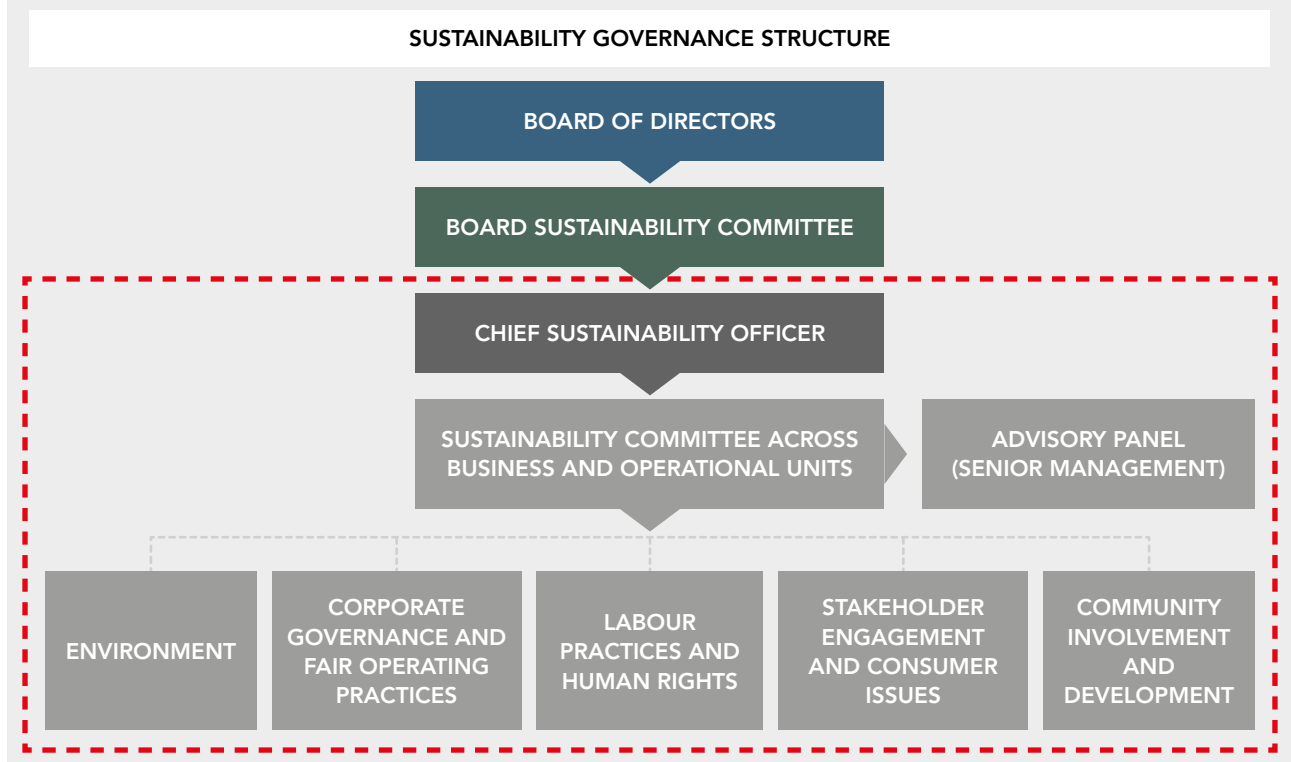 SUSTAINABILITY GOVERNANCE STRUCTURE
BOARD OF DIRECTORS
BOARD SUSTAINABILITY COMMITTEE
CHIEF SUSTAINABILITY OFFICER
SUSTAINABILITY COMMITTEE ACROSS
BUSINESS AND OPERATIONAL UNITS
ADVISORY PANEL
(SENIOR MANAGEMENT)
ENVIRONMENT
CORPORATE
GOVERNANCE AND
FAIR OPERATING
PRACTICES
LABOUR
PRACTICES AND
HUMAN RIGHTS
STAKEHOLDER
ENGAGEMENT
AND CONSUMER
ISSUES
COMMUNITY
INVOLVEMENT
AND
DEVELOPMENT